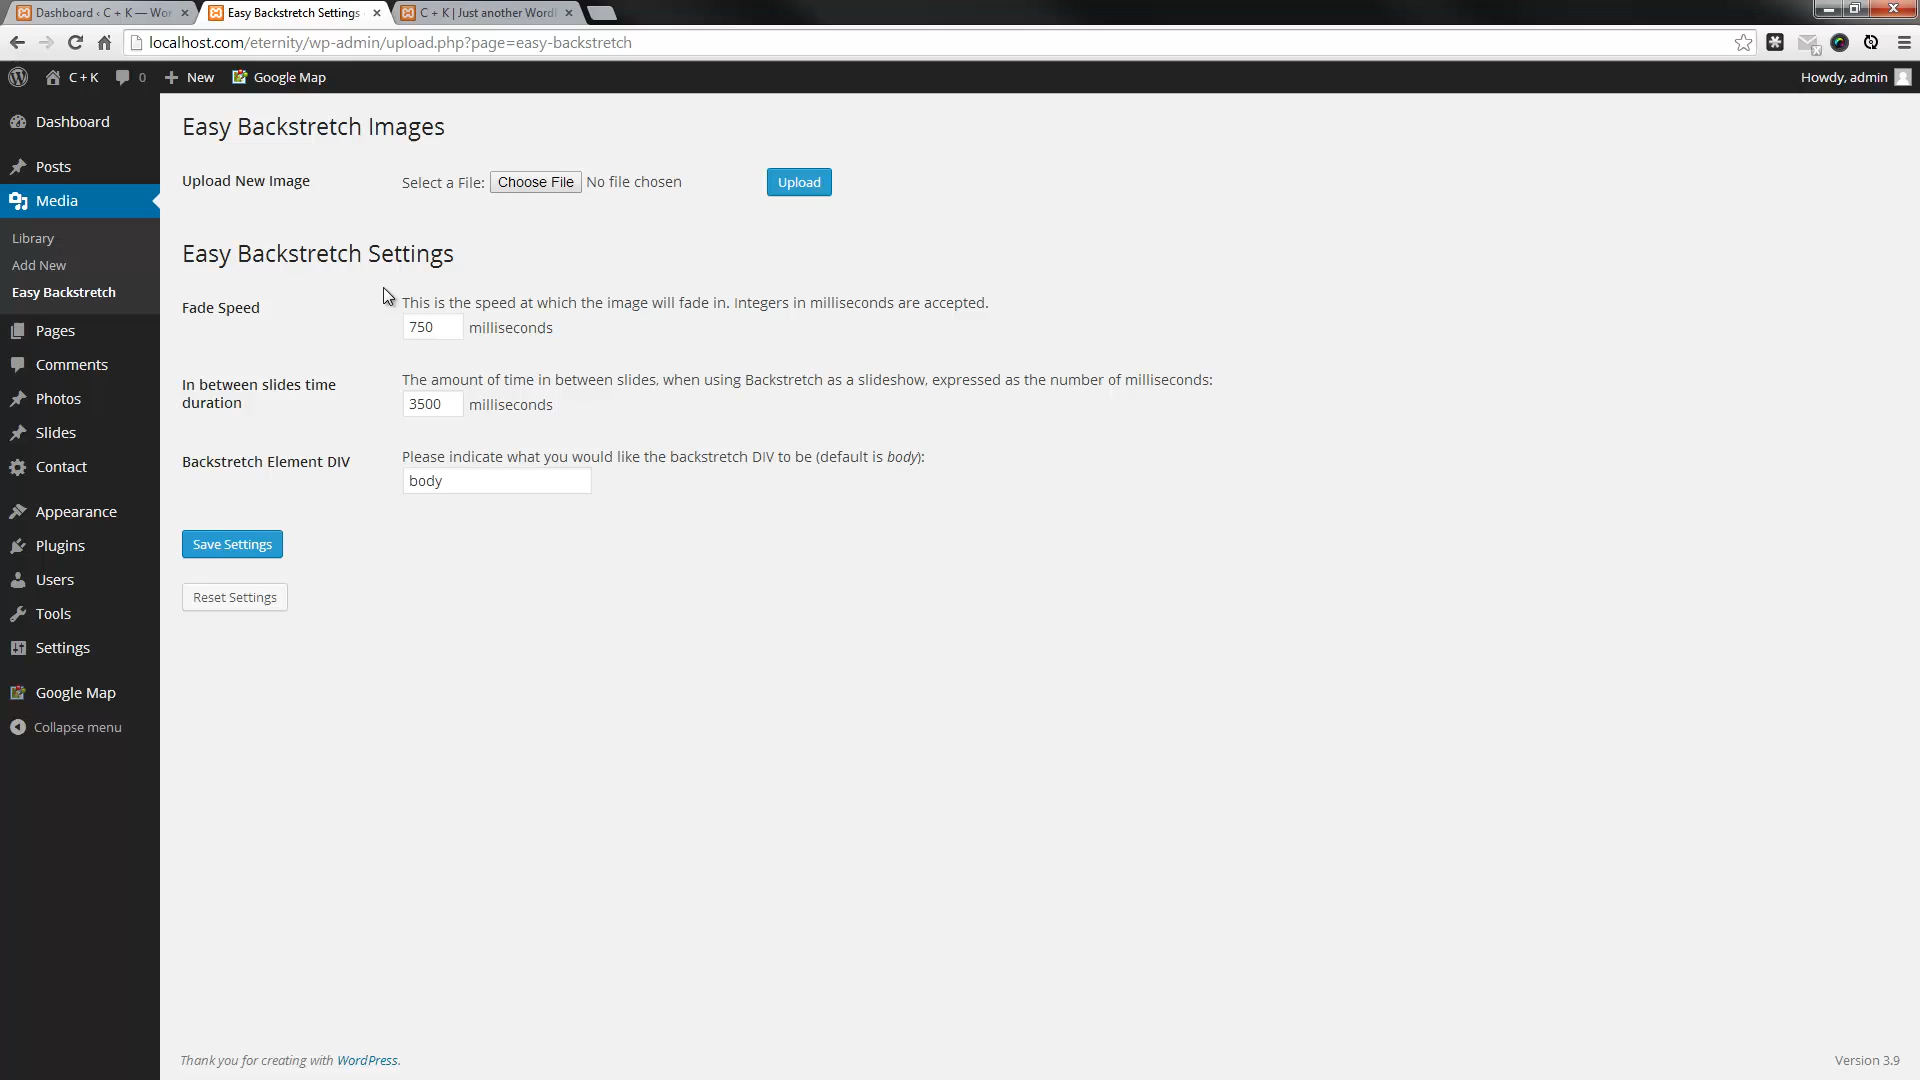 Dashboard ‹ C + K — Wor
Easy Backstretch Settings
C + K | Just another Word
localhost.com/eternity/wp-admin/upload.php?page=easy-backstretch
C + K
0
New
Google Map
Howdy, admin
Dashboard
Posts
Media
Library
Add New
Easy Backstretch
Pages
Comments
Photos
Slides
Contact
Appearance
Plugins
Users
Tools
Settings
Google Map
Collapse menu
Easy Backstretch Images
Upload New Image
Select a File: Choose File No file chosen
Upload
Easy Backstretch Settings
Fade Speed
This is the speed at which the image will fade in. Integers in milliseconds are accepted.
750 milliseconds
In between slides time
duration
The amount of time in between slides, when using Backstretch as a slideshow, expressed as the number of milliseconds:
3500 milliseconds
Backstretch Element DIV
Please indicate what you would like the backstretch DIV to be (default is body):
body
Save Settings
Reset Settings
Thank you for creating with WordPress.
Version 3.9